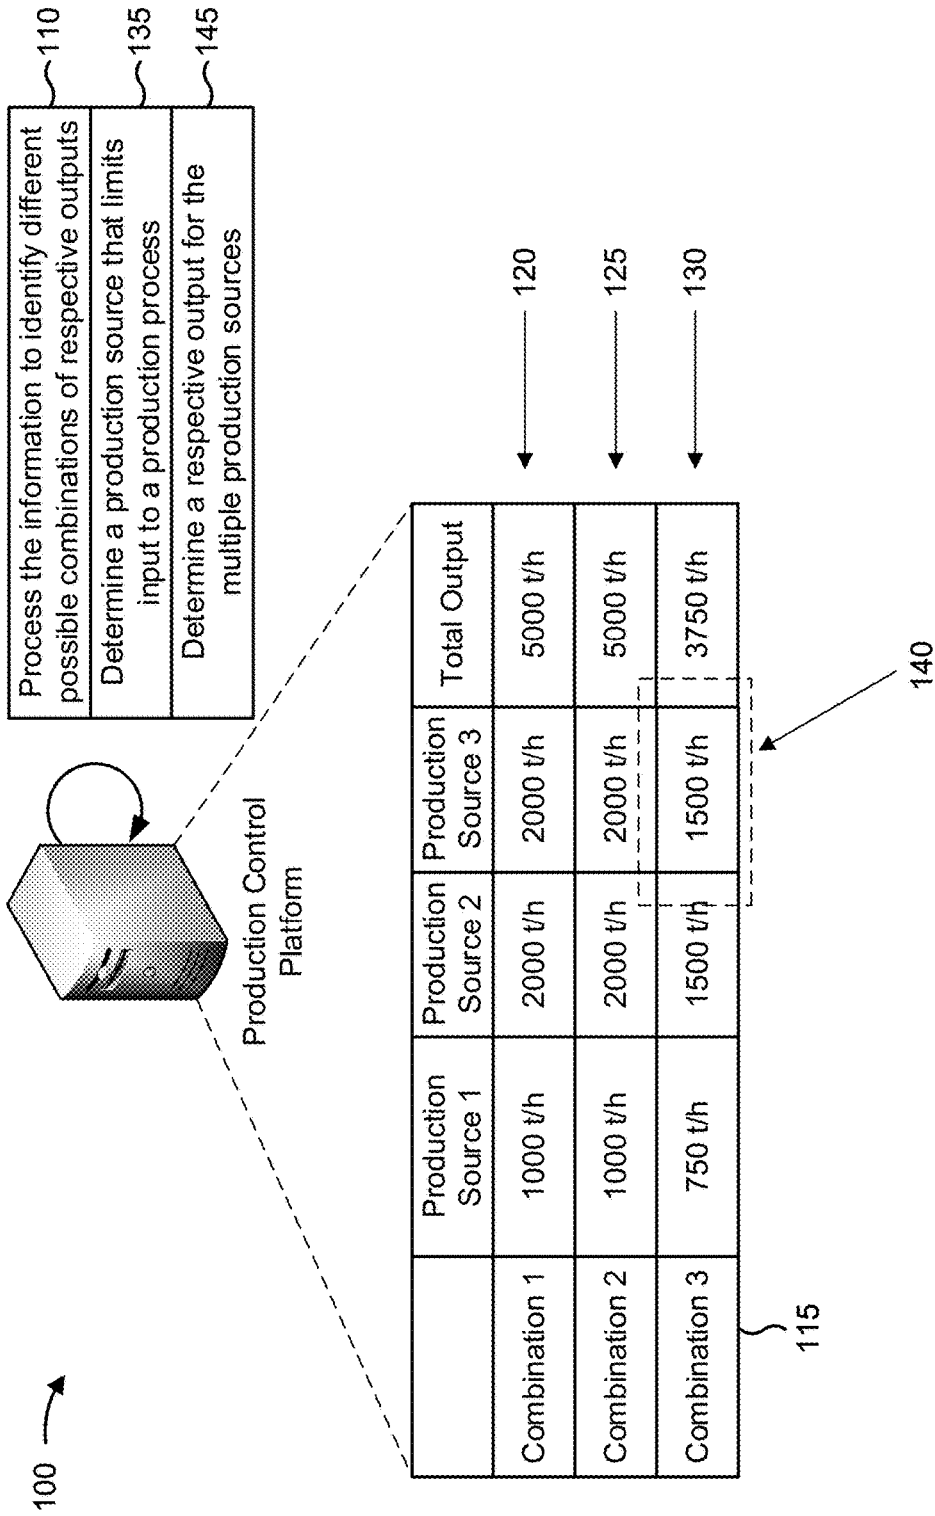 100
Process the information to identify different
possible combinations of respective outputs
110
Determine a production source that limits
input to a production process
135
Determine a respective output for the
multiple production sources
145
Production Control
Platform
Production
Source 1
Production
Source 2
Production
Source 3
Total Output
Combination 1
1000 t/h
2000 t/h
2000 t/h
5000 t/h
120
Combination 2
1000 t/h
2000 t/h
2000 t/h
5000 t/h
125
Combination 3
750 t/h
1500 t/h
1500 t/h
3750 t/h
130
115
140